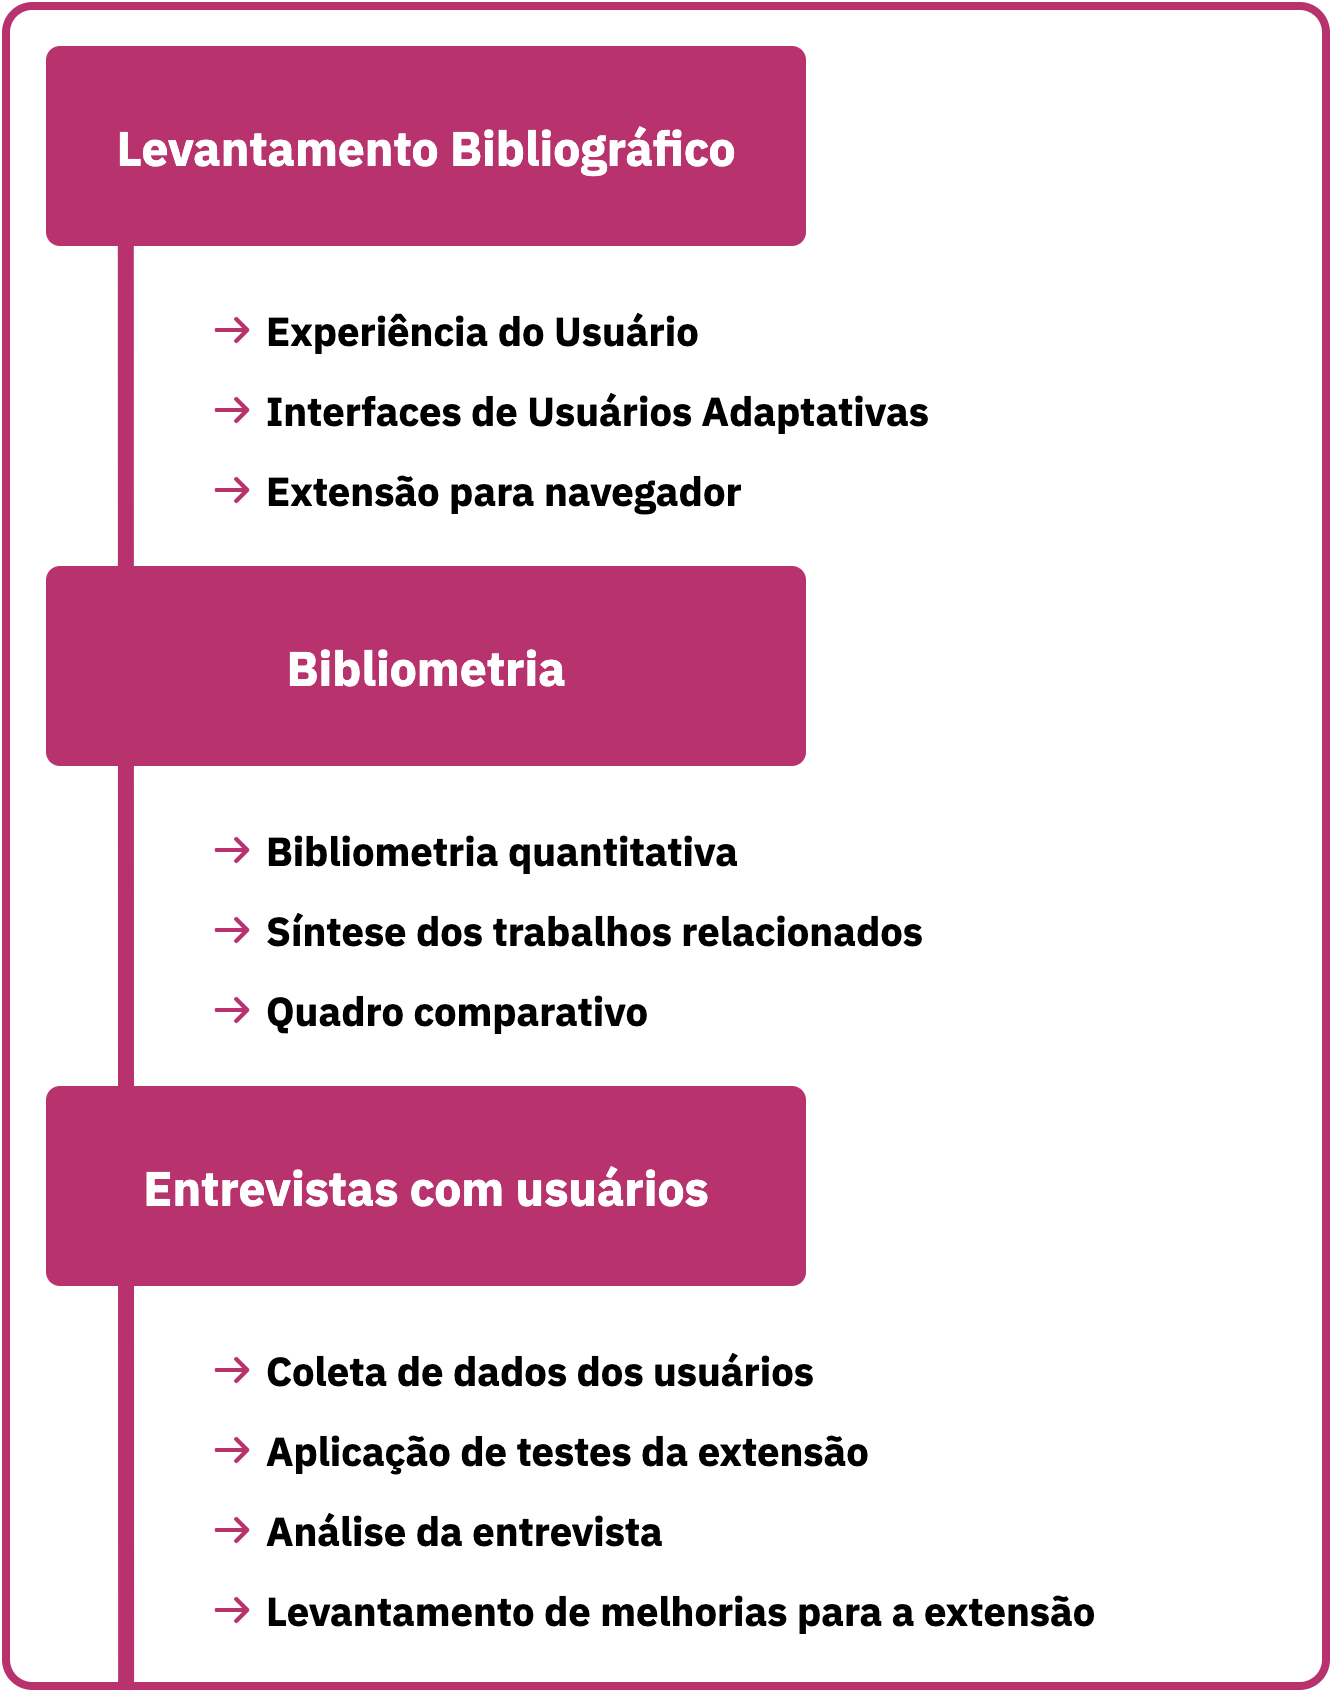 Levantamento Bibliográfico
→ Experiência do Usuário
→ Interfaces de Usuários Adaptativas
→ Extensão para navegador
Bibliometria
→ Bibliometria quantitativa
→ Síntese dos trabalhos relacionados
→ Quadro comparativo
Entrevistas com usuários
→ Coleta de dados dos usuários
→ Aplicação de testes da extensão
→ Análise da entrevista
→ Levantamento de melhorias para a extensão